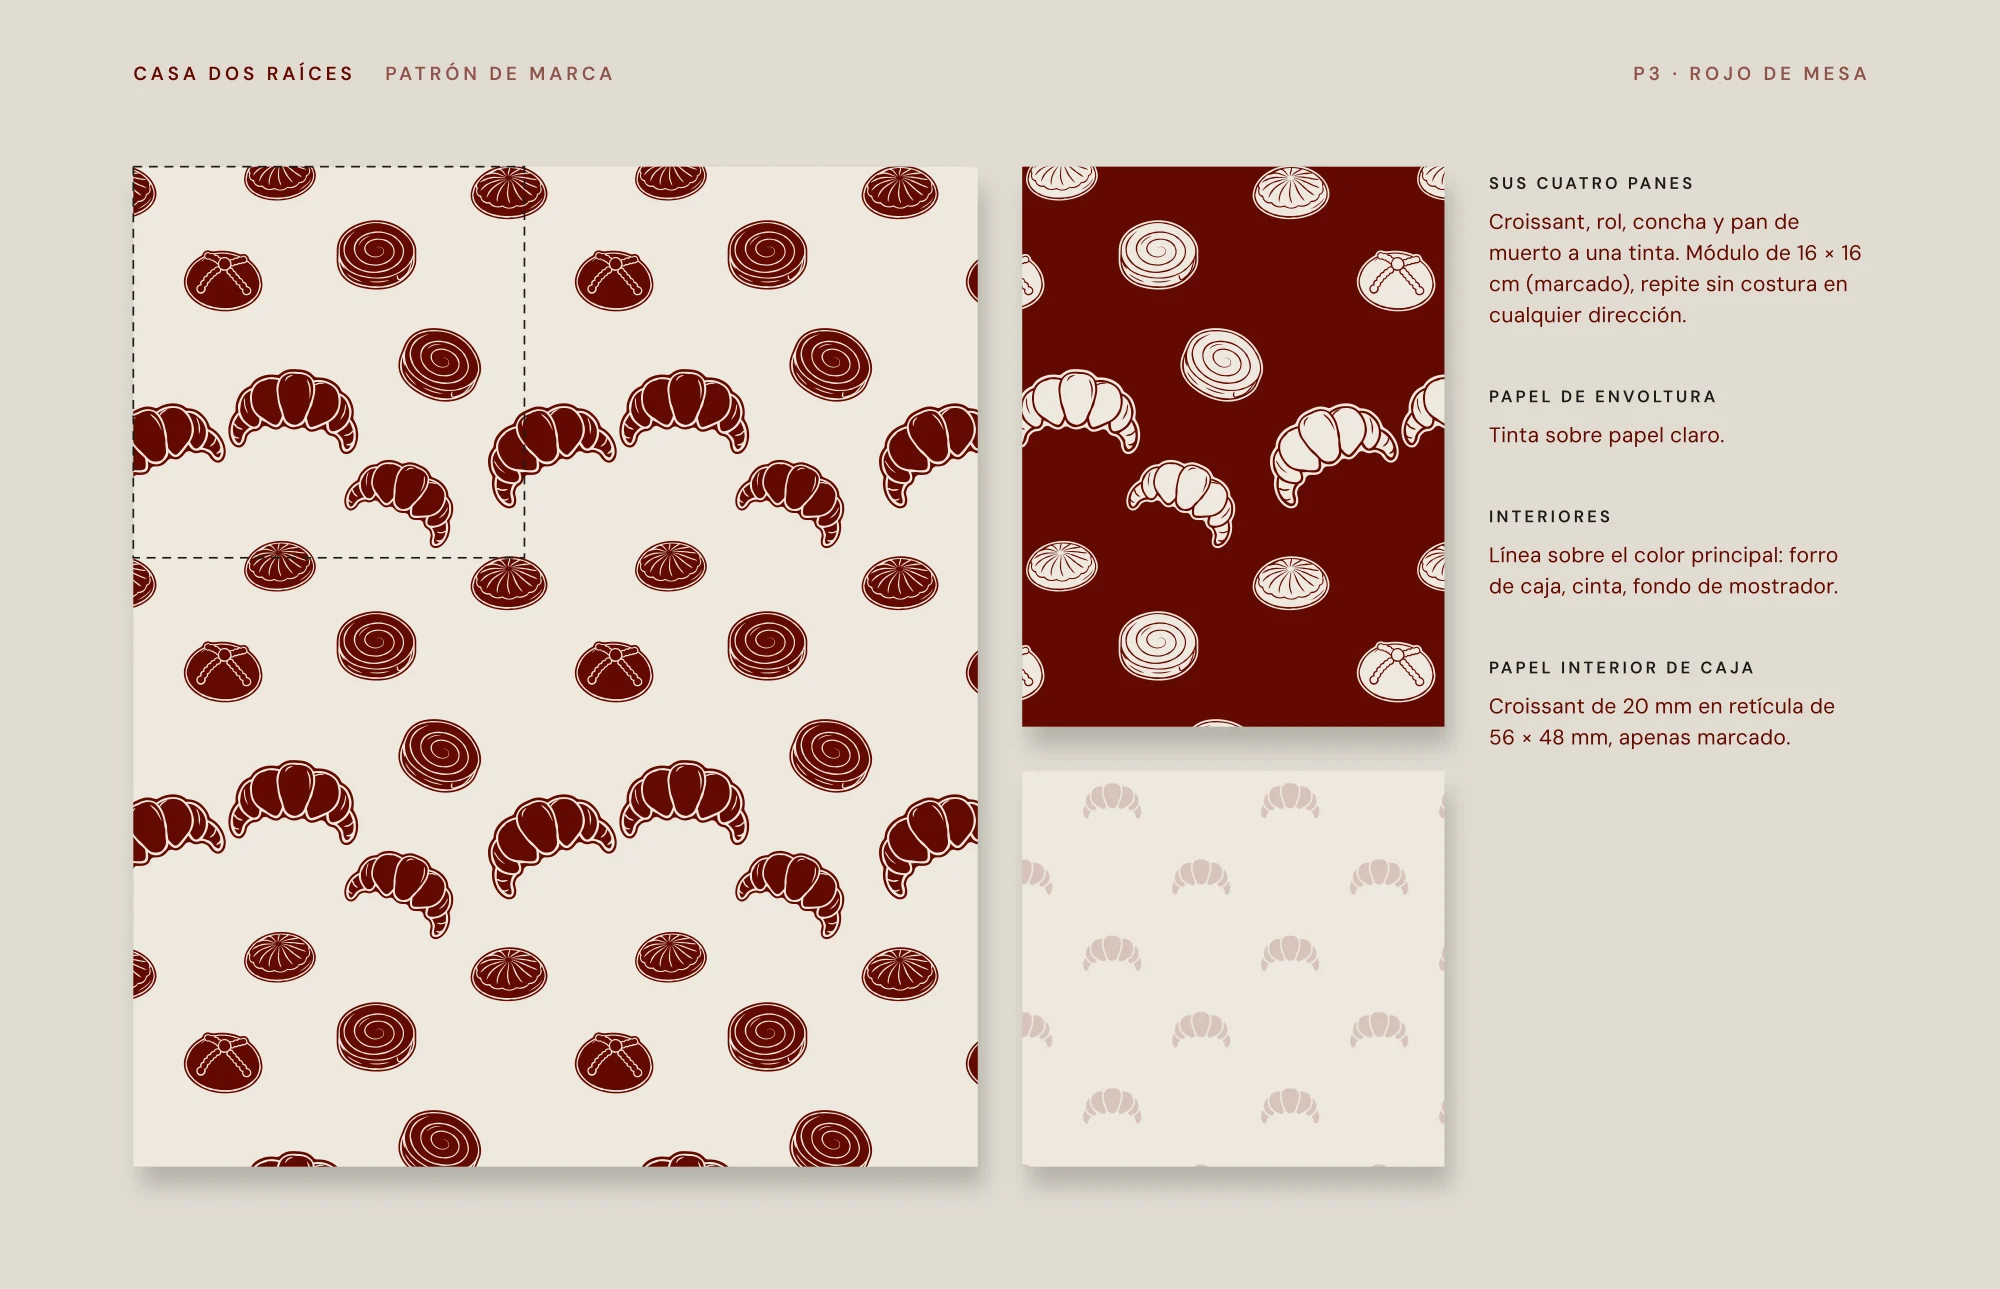 CASA DOS RAÍCES PATRÓN DE MARCA
P3 · ROJO DE MESA
SUS CUATRO PANES
Croissant, rol, concha y pan de
muerto a una tinta. Módulo de 16 × 16
cm (marcado), repite sin costura en
cualquier dirección.
PAPEL DE ENVOLTURA
Tinta sobre papel claro.
INTERIORES
Línea sobre el color principal: forro
de caja, cinta, fondo de mostrador.
PAPEL INTERIOR DE CAJA
Croissant de 20 mm en retícula de
56 × 48 mm, apenas marcado.